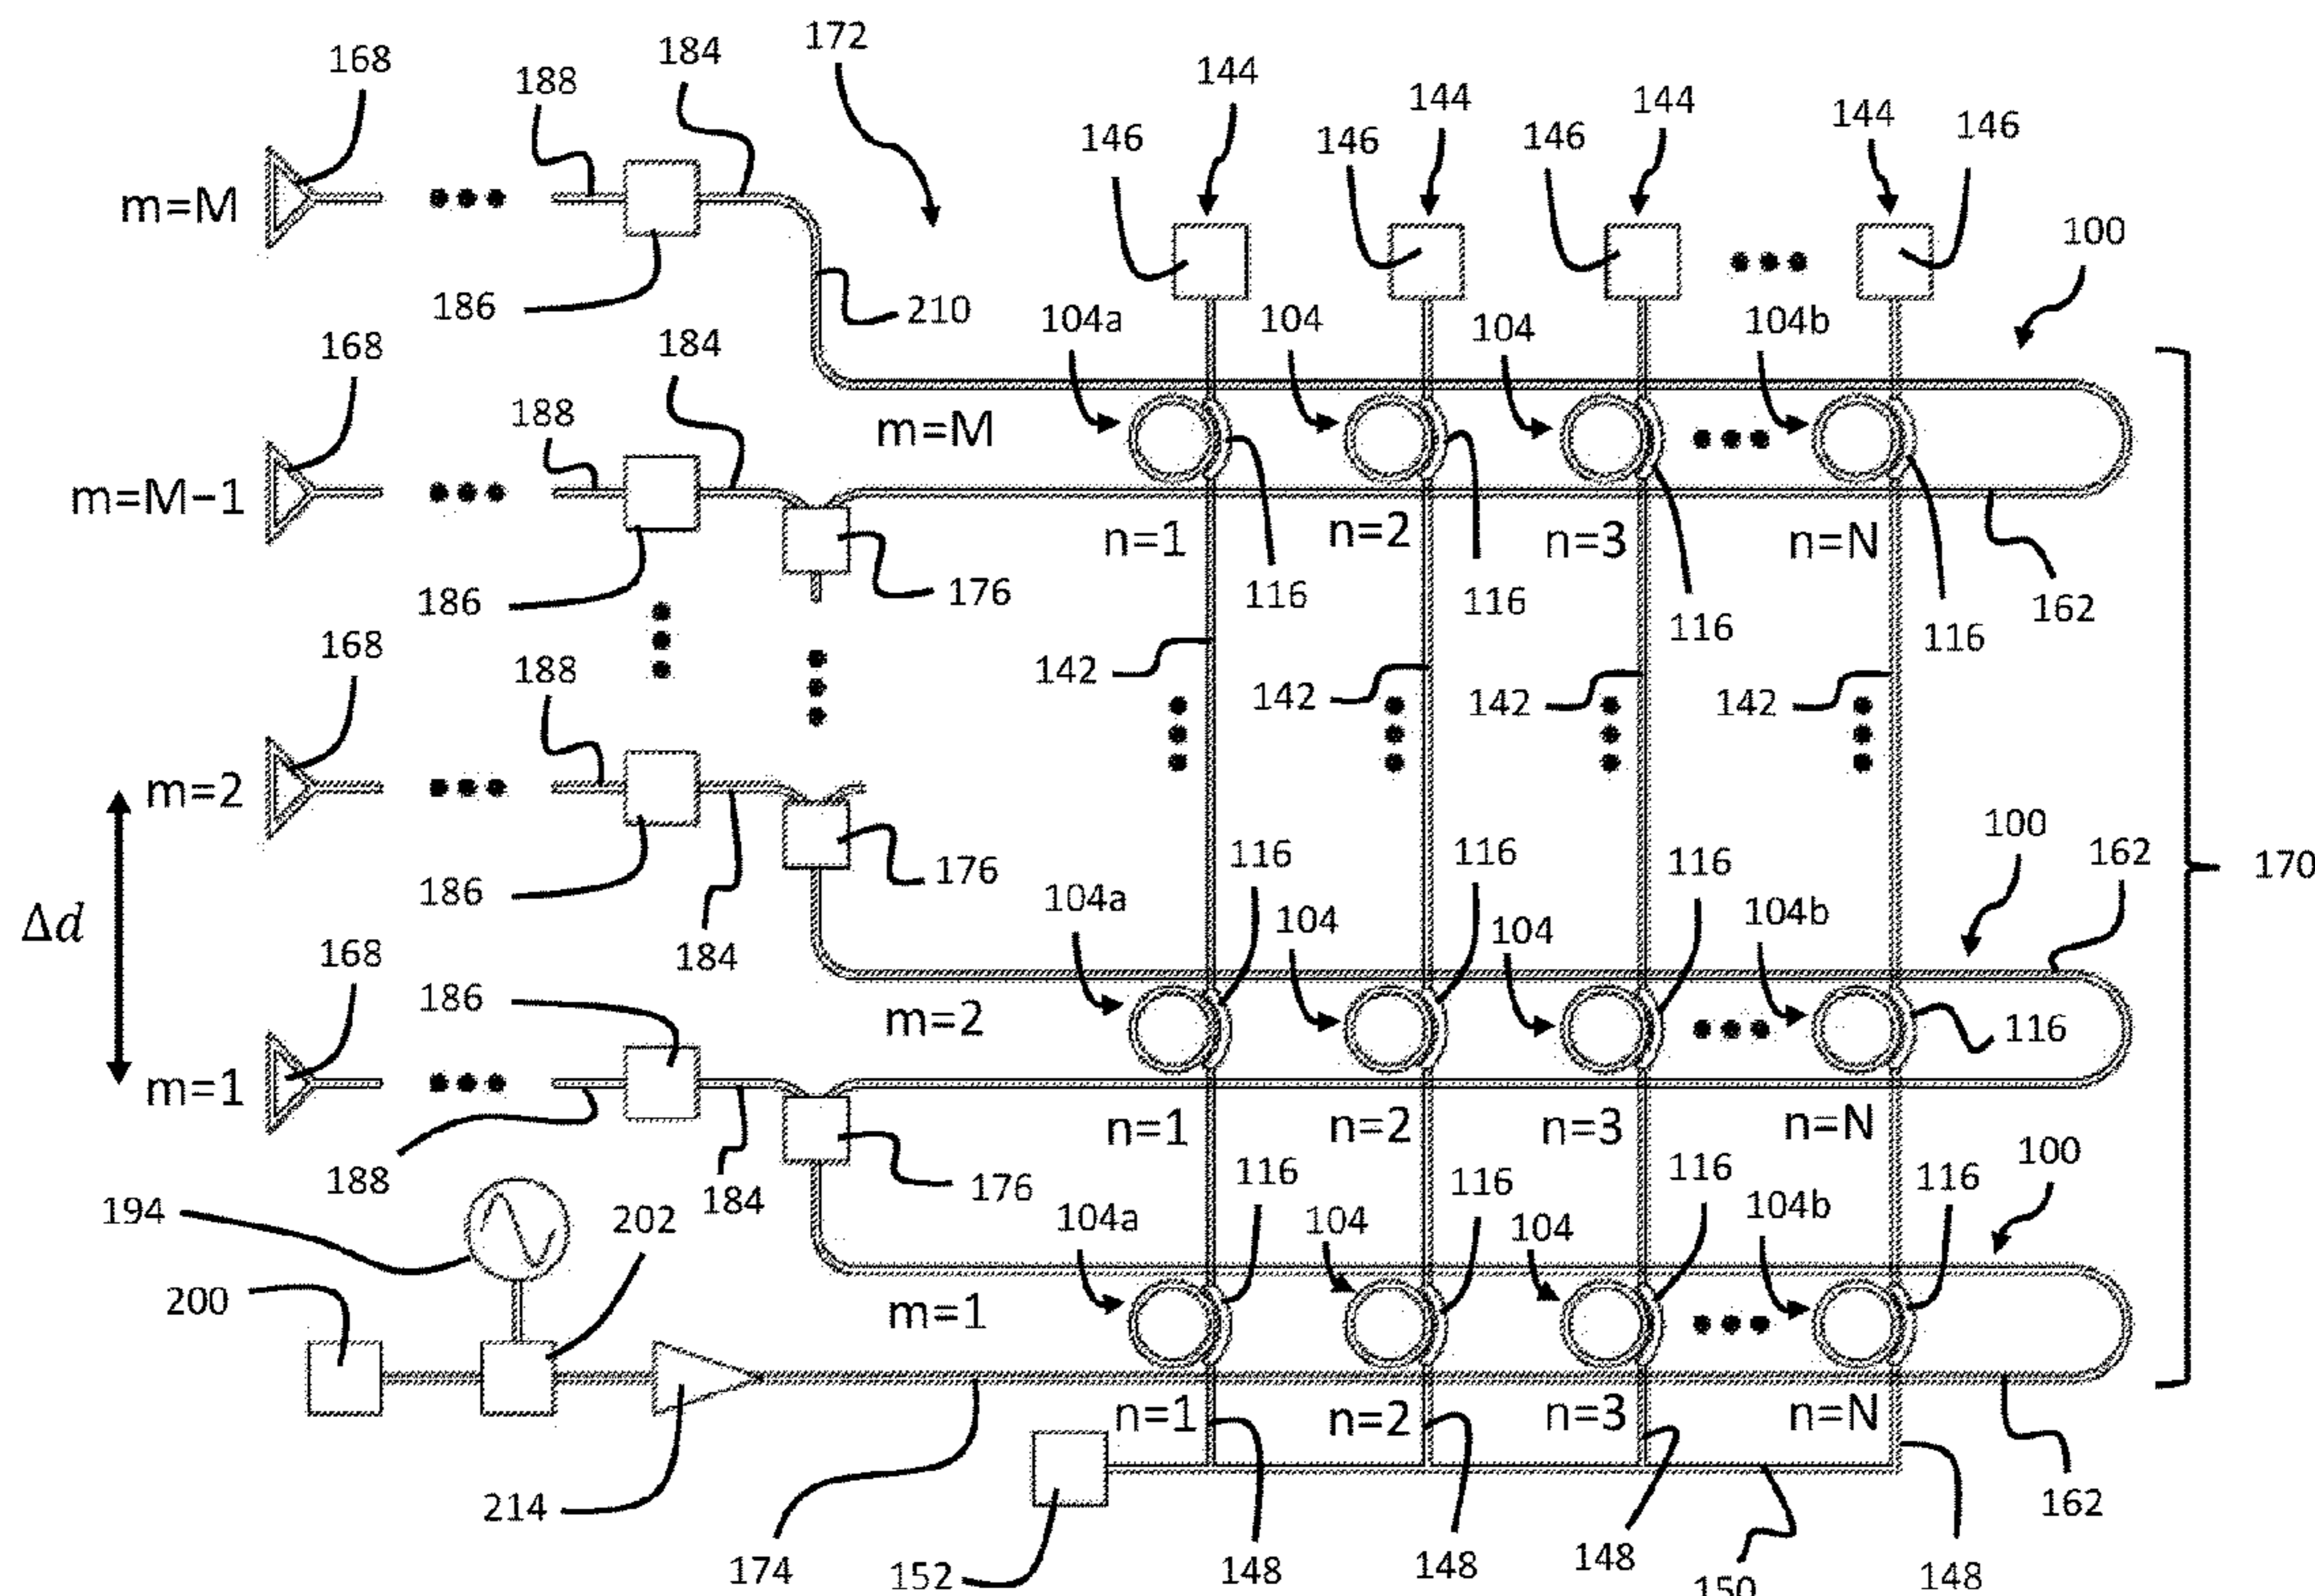 172
168
184
188
144
144
144
144
146
146
146
146
m=M
100
186
210
104a
104
104
104b
168
184
188
m=M
m=M−1
n=1
n=2
n=3
n=N
186
176
116
116
116
116
162
168
188
142
142
142
142
m=2
186
176
116
116
116
100
162
170
Δd
104a
104
104
104b
184
168
186
m=2
116
m=1
n=1
n=2
n=3
n=N
188
184
176
116
116
116
116
100
194
202
104a
104
104
104b
200
m=1
n=1
n=2
n=3
n=N
214
162
174
152
148
148
148
150
148